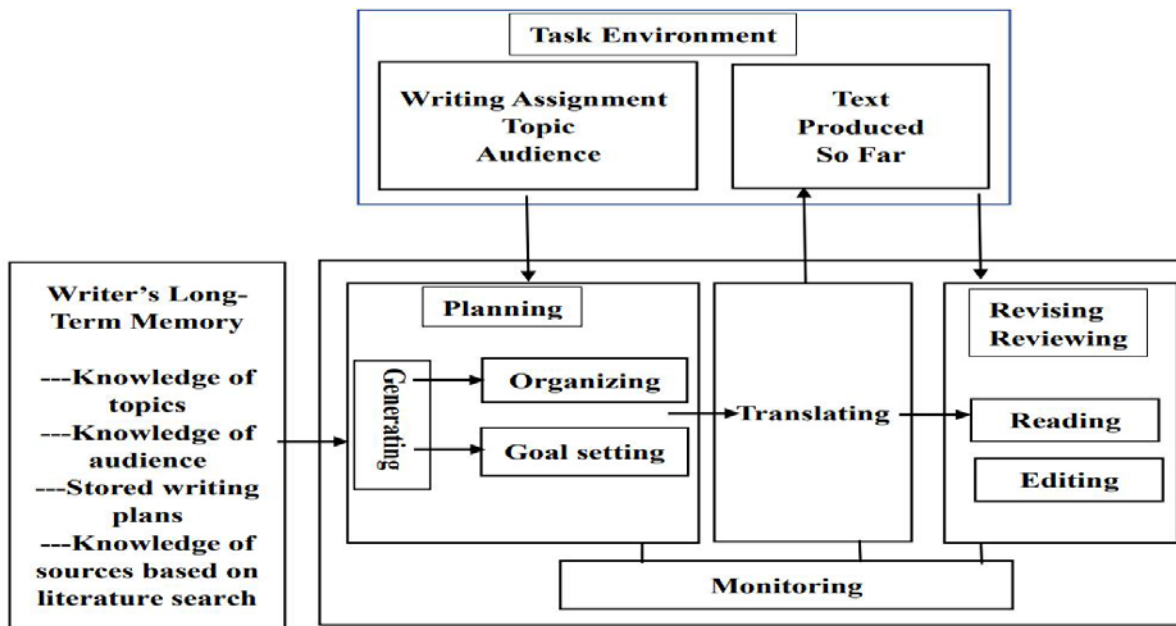 Task Environment
Writing Assignment
Topic
Audience
Text
Produced
So Far
Writer’s Long-
Term Memory
---Knowledge of
topics
---Knowledge of
audience
---Stored writing
plans
---Knowledge of
sources based on
literature search
Planning
Generating
Organizing
Goal setting
Translating
Revising
Reviewing
Reading
Editing
Monitoring